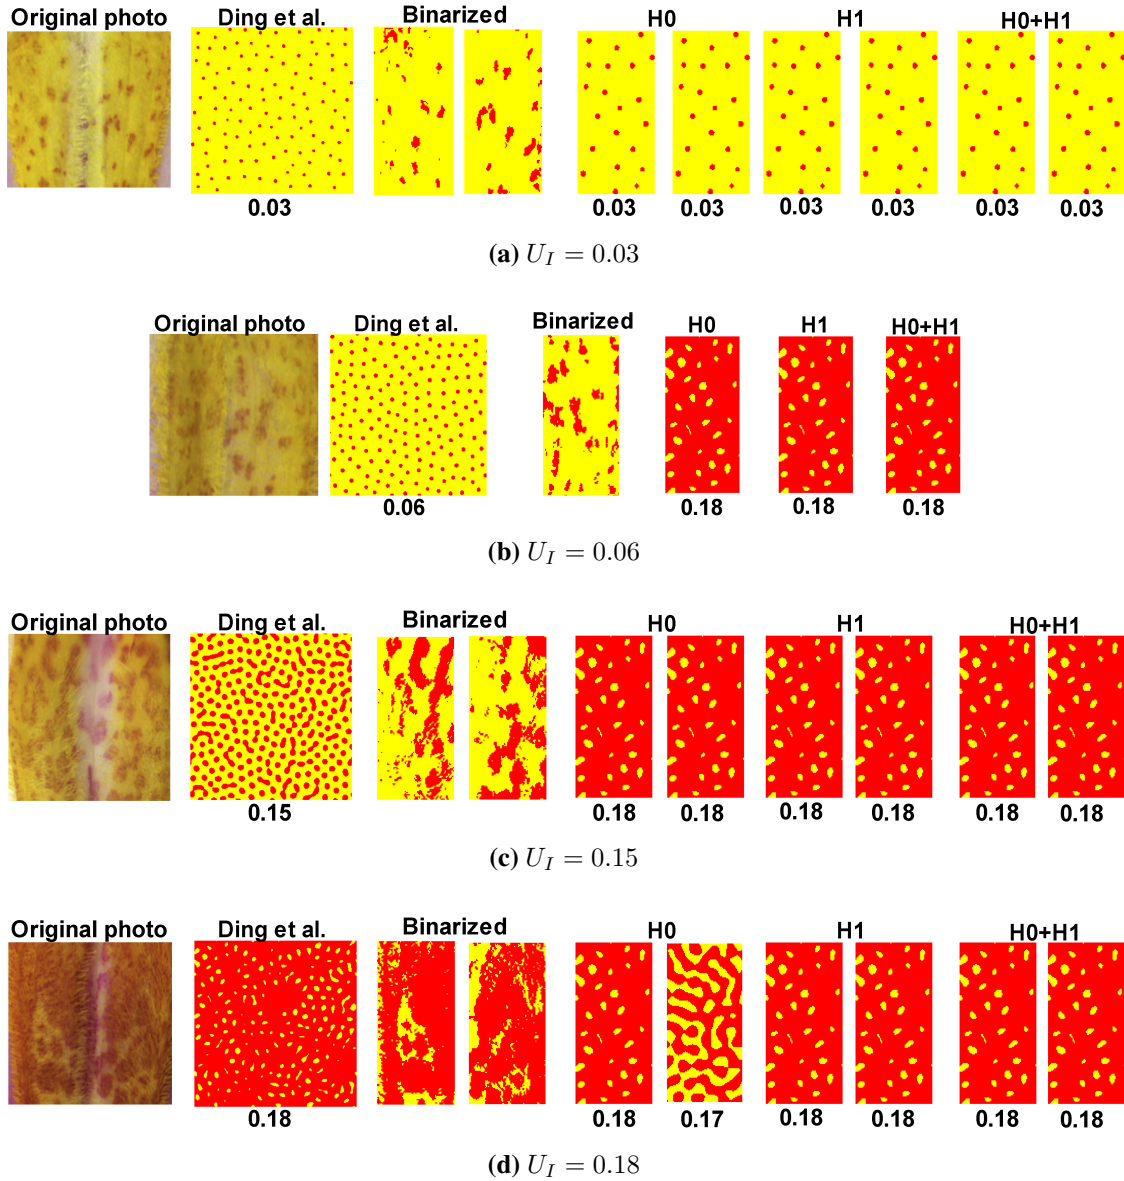 Original photo Ding et al. Binarized H0 H1 H0+H1
0.03 0.03 0.03 0.03 0.03 0.03 0.03
(a) U_I = 0.03
Original photo Ding et al. Binarized H0 H1 H0+H1
0.06 0.18 0.18 0.18
(b) U_I = 0.06
Original photo Ding et al. Binarized H0 H1 H0+H1
0.15 0.18 0.18 0.18 0.18 0.18 0.18
(c) U_I = 0.15
Original photo Ding et al. Binarized H0 H1 H0+H1
0.18 0.18 0.17 0.18 0.18 0.18 0.18
(d) U_I = 0.18